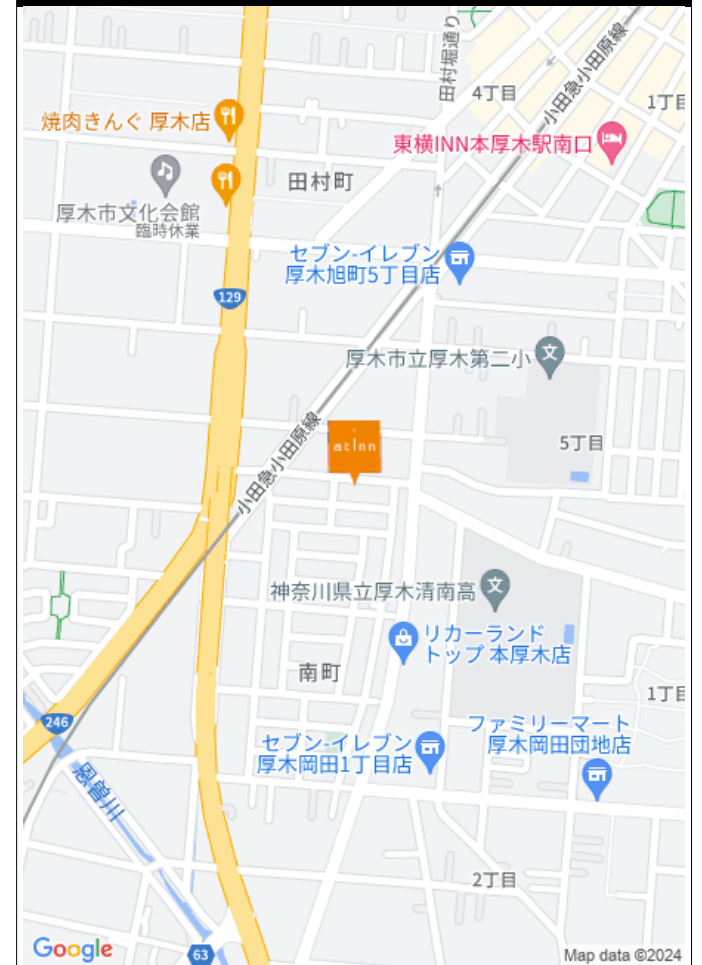 田村堀通り
4丁目
小田急小田原線
1丁目
焼肉きんぐ 厚木店
東横INN本厚木駅南口
田村町
厚木市文化会館
臨時休業
セブン-イレブン
厚木旭町5丁目店
129
厚木市立厚木第二小
小田急小田原線
atInn
5丁目
神奈川県立厚木清南高
リカーランド
トップ 本厚木店
南町
1丁目
246
セブン-イレブン
厚木岡田1丁目店
ファミリーマート
厚木岡田団地店
恩曽川
2丁目
Google
63
Map data ©2024